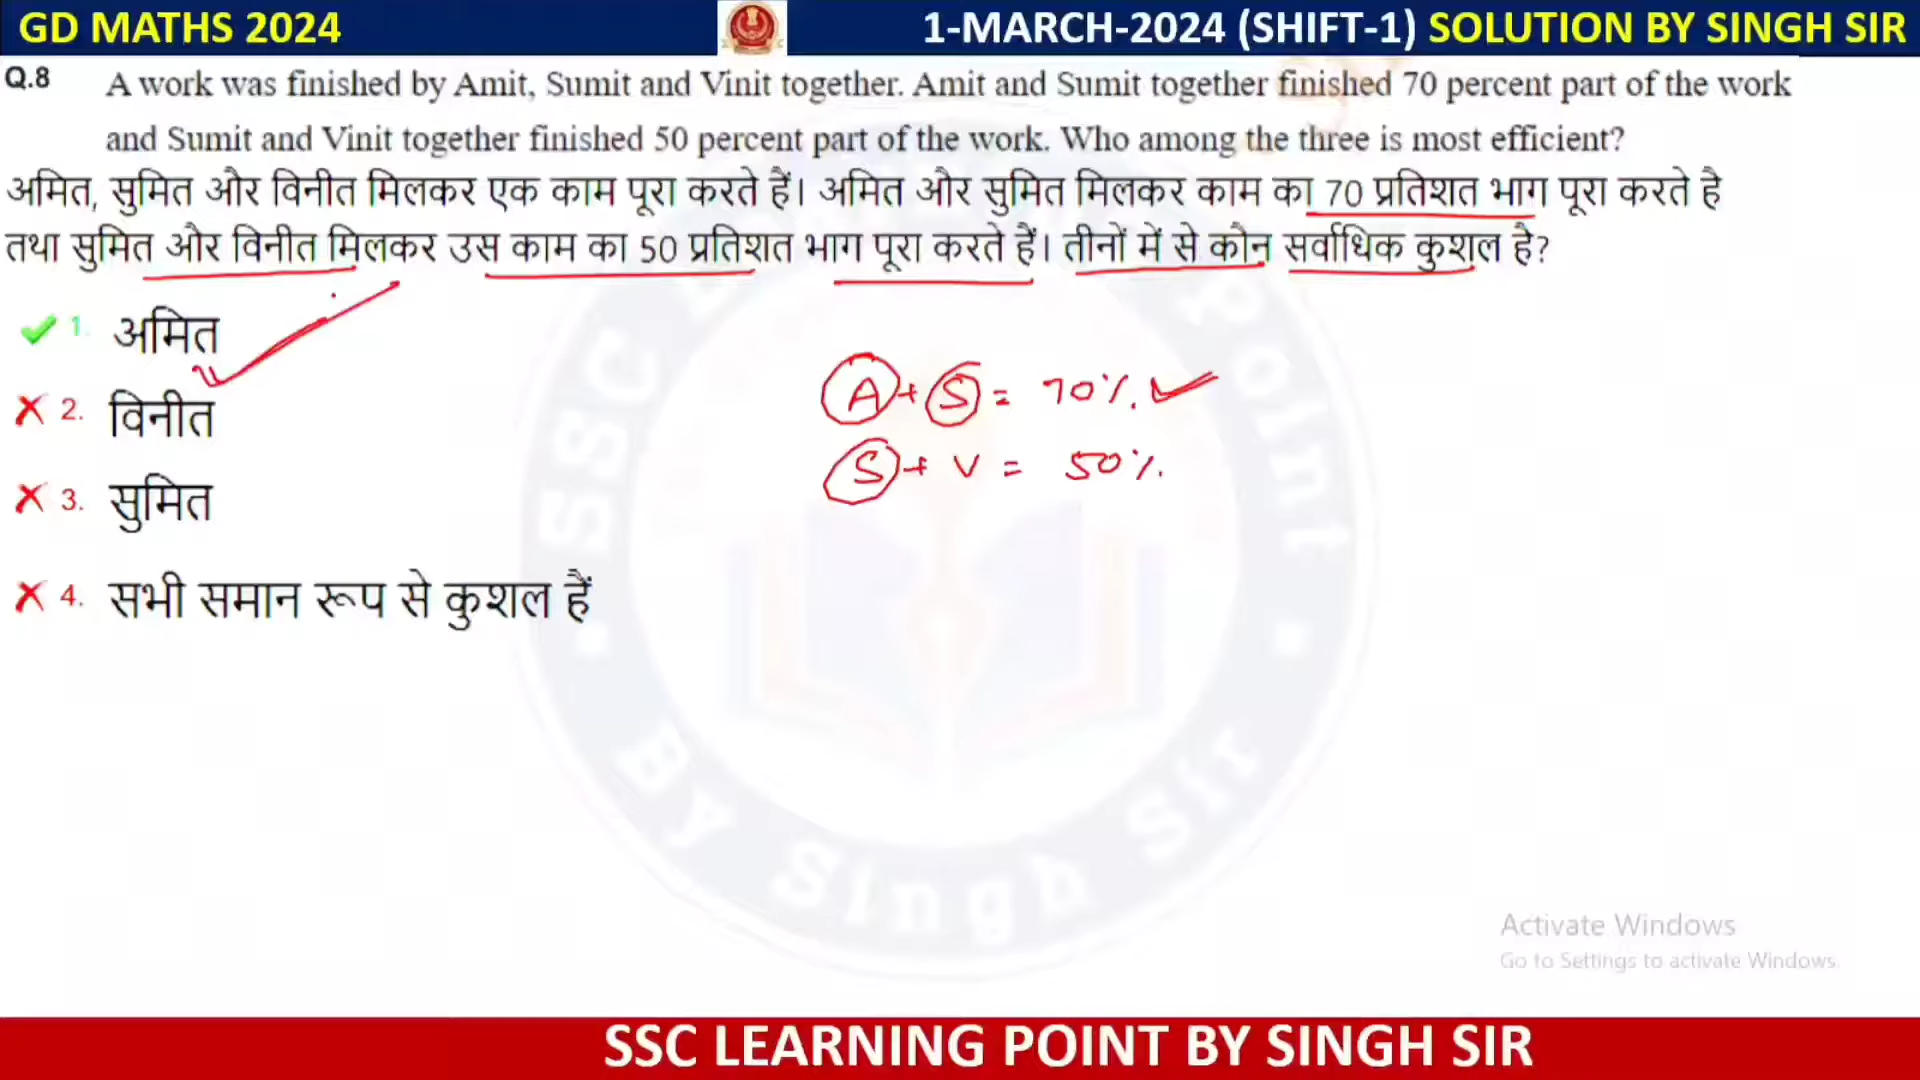 GD MATHS 2024
1-MARCH-2024 (SHIFT-1) SOLUTION BY SINGH SIR
Q.8 A work was finished by Amit, Sumit and Vinit together. Amit and Sumit together finished 70 percent part of the work
and Sumit and Vinit together finished 50 percent part of the work. Who among the three is most efficient?
अमित, सुमित और विनीत मिलकर एक काम पूरा करते हैं। अमित और सुमित मिलकर काम का 70 प्रतिशत भाग पूरा करते है
तथा सुमित और विनीत मिलकर उस काम का 50 प्रतिशत भाग पूरा करते हैं। तीनों में से कौन सर्वाधिक कुशल है?
1. अमित
2. विनीत
3. सुमित
4. सभी समान रूप से कुशल हैं
A + S = 70%.
S + V = 50%.
By Singh Sir
Activate Windows
Go to Settings to activate Windows.
SSC LEARNING POINT BY SINGH SIR